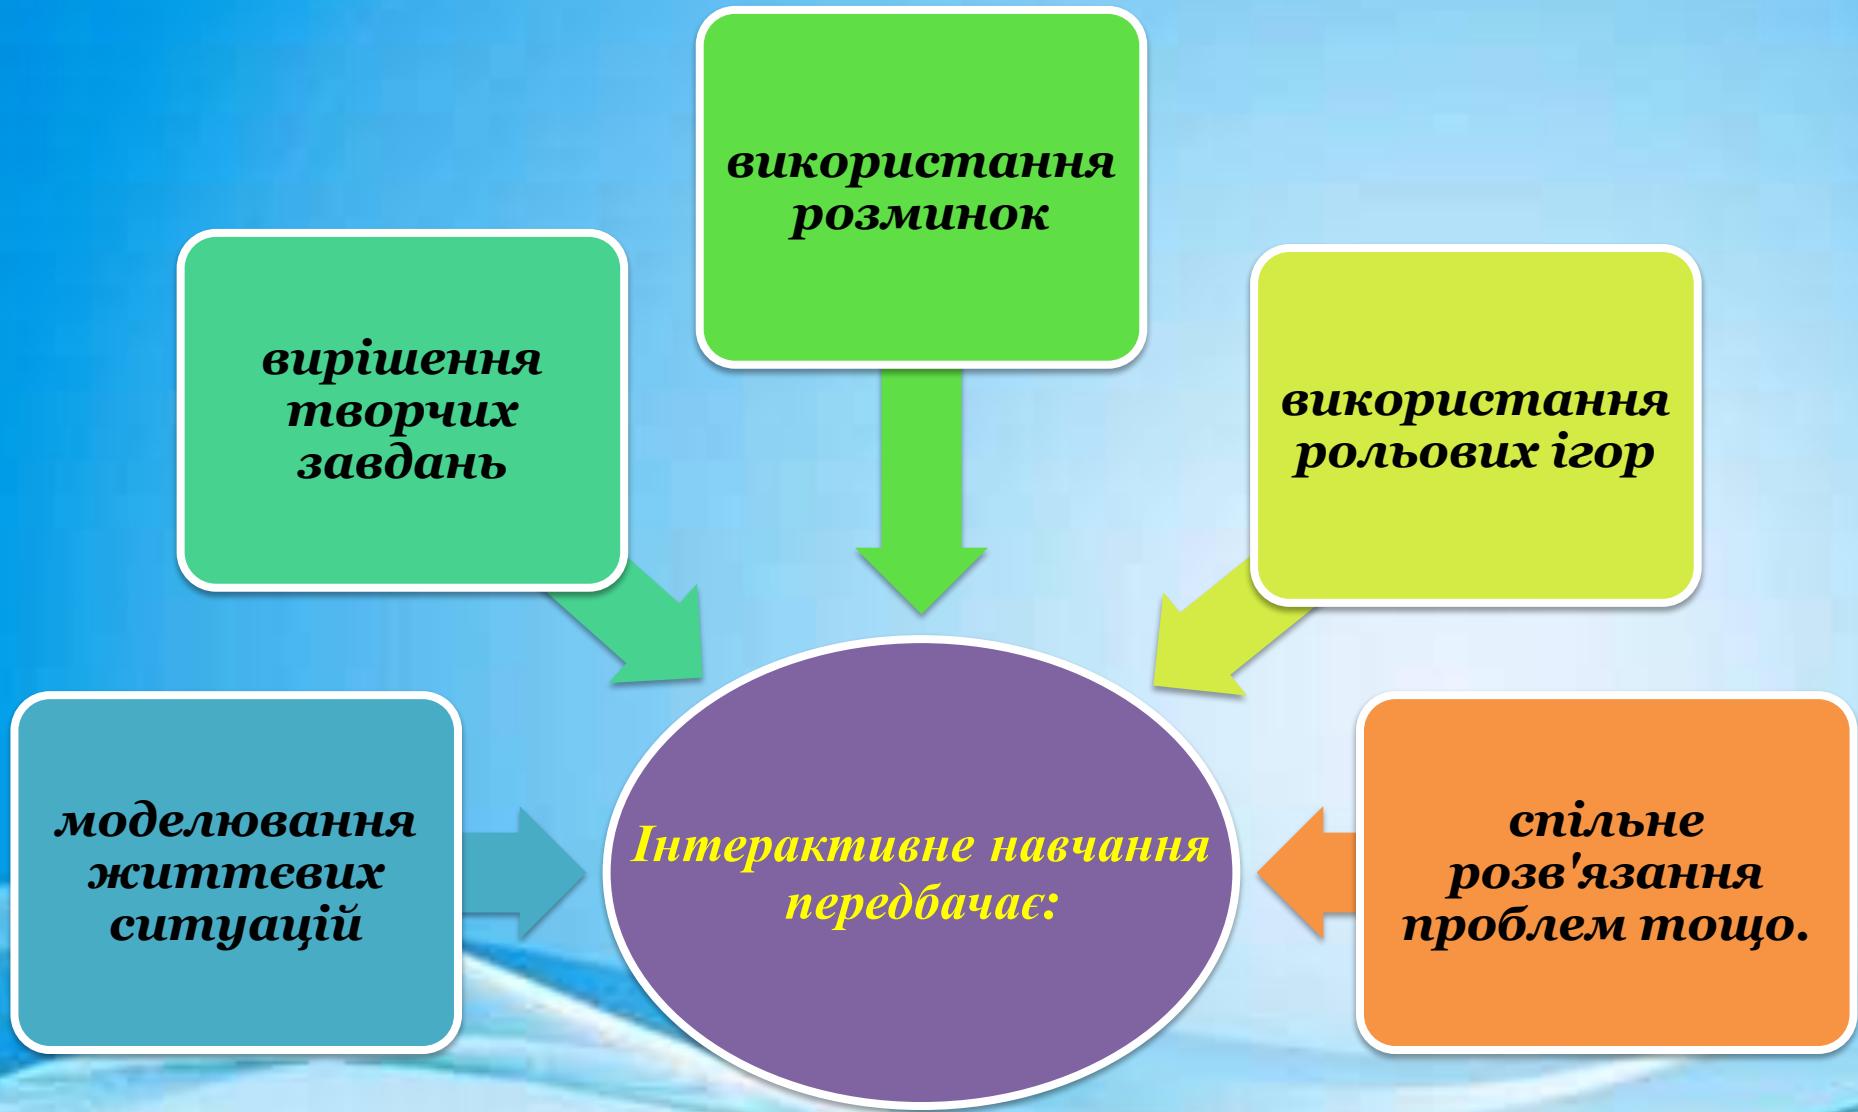 використання
розминок
вирішення
творчих
завдань
використання
рольових ігор
моделювання
життєвих
ситуацій
Інтерактивне навчання
передбачає:
спільне
розв'язання
проблем тощо.